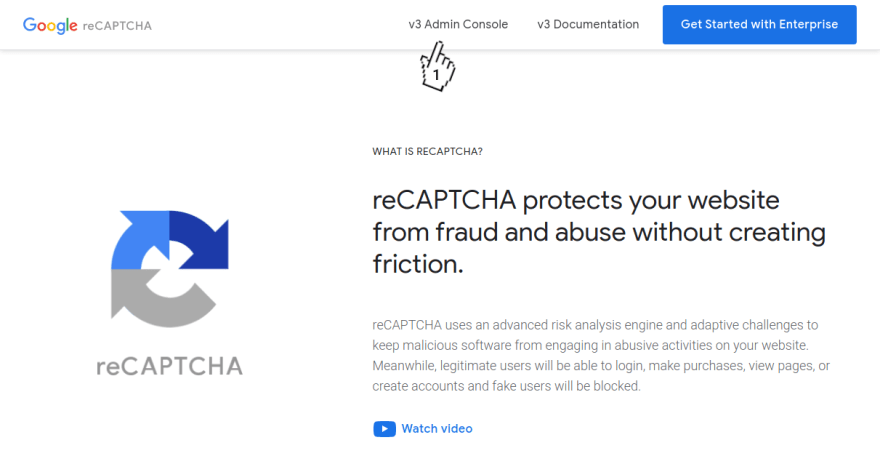 Google reCAPTCHA
v3 Admin Console
v3 Documentation
Get Started with Enterprise
1
WHAT IS RECAPTCHA?
reCAPTCHA protects your website
from fraud and abuse without creating
friction.
reCAPTCHA uses an advanced risk analysis engine and adaptive challenges to
keep malicious software from engaging in abusive activities on your website.
Meanwhile, legitimate users will be able to login, make purchases, view pages, or
create accounts and fake users will be blocked.
Watch video
reCAPTCHA